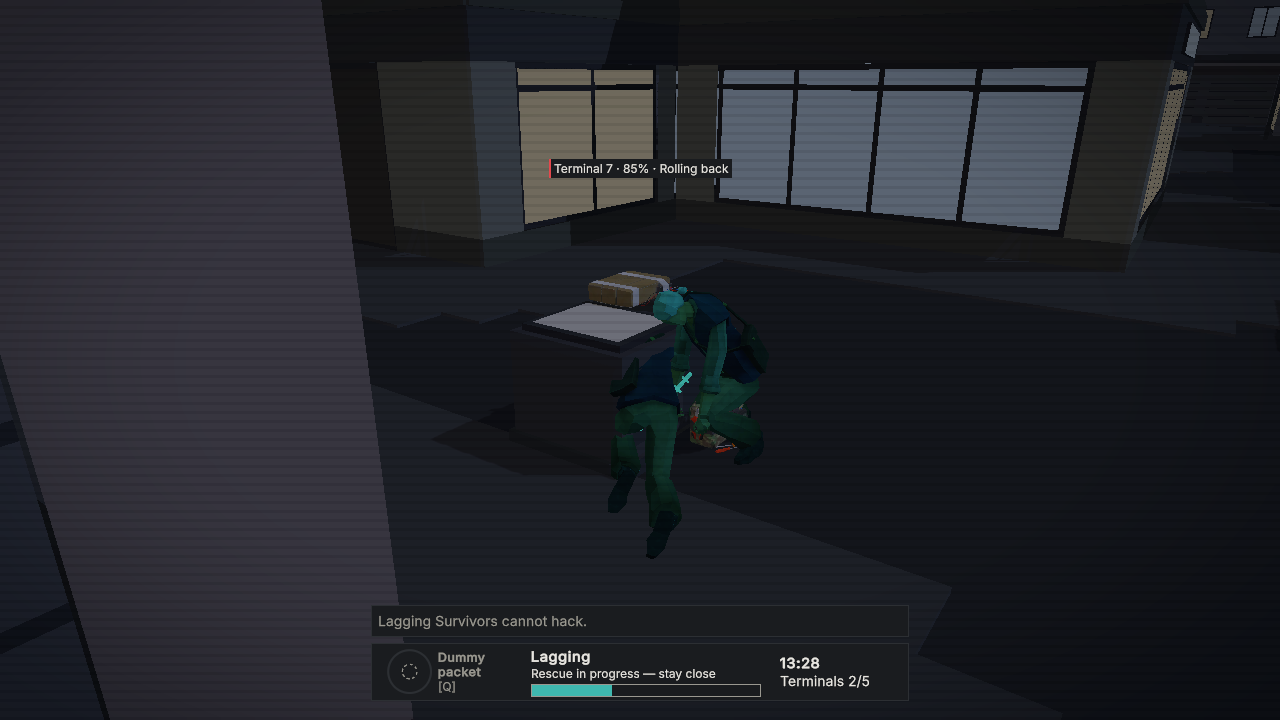 Terminal 7 · 85% · Rolling back
Lagging Survivors cannot hack.
Dummy
packet
[Q]
Lagging
Rescue in progress — stay close
13:28
Terminals 2/5